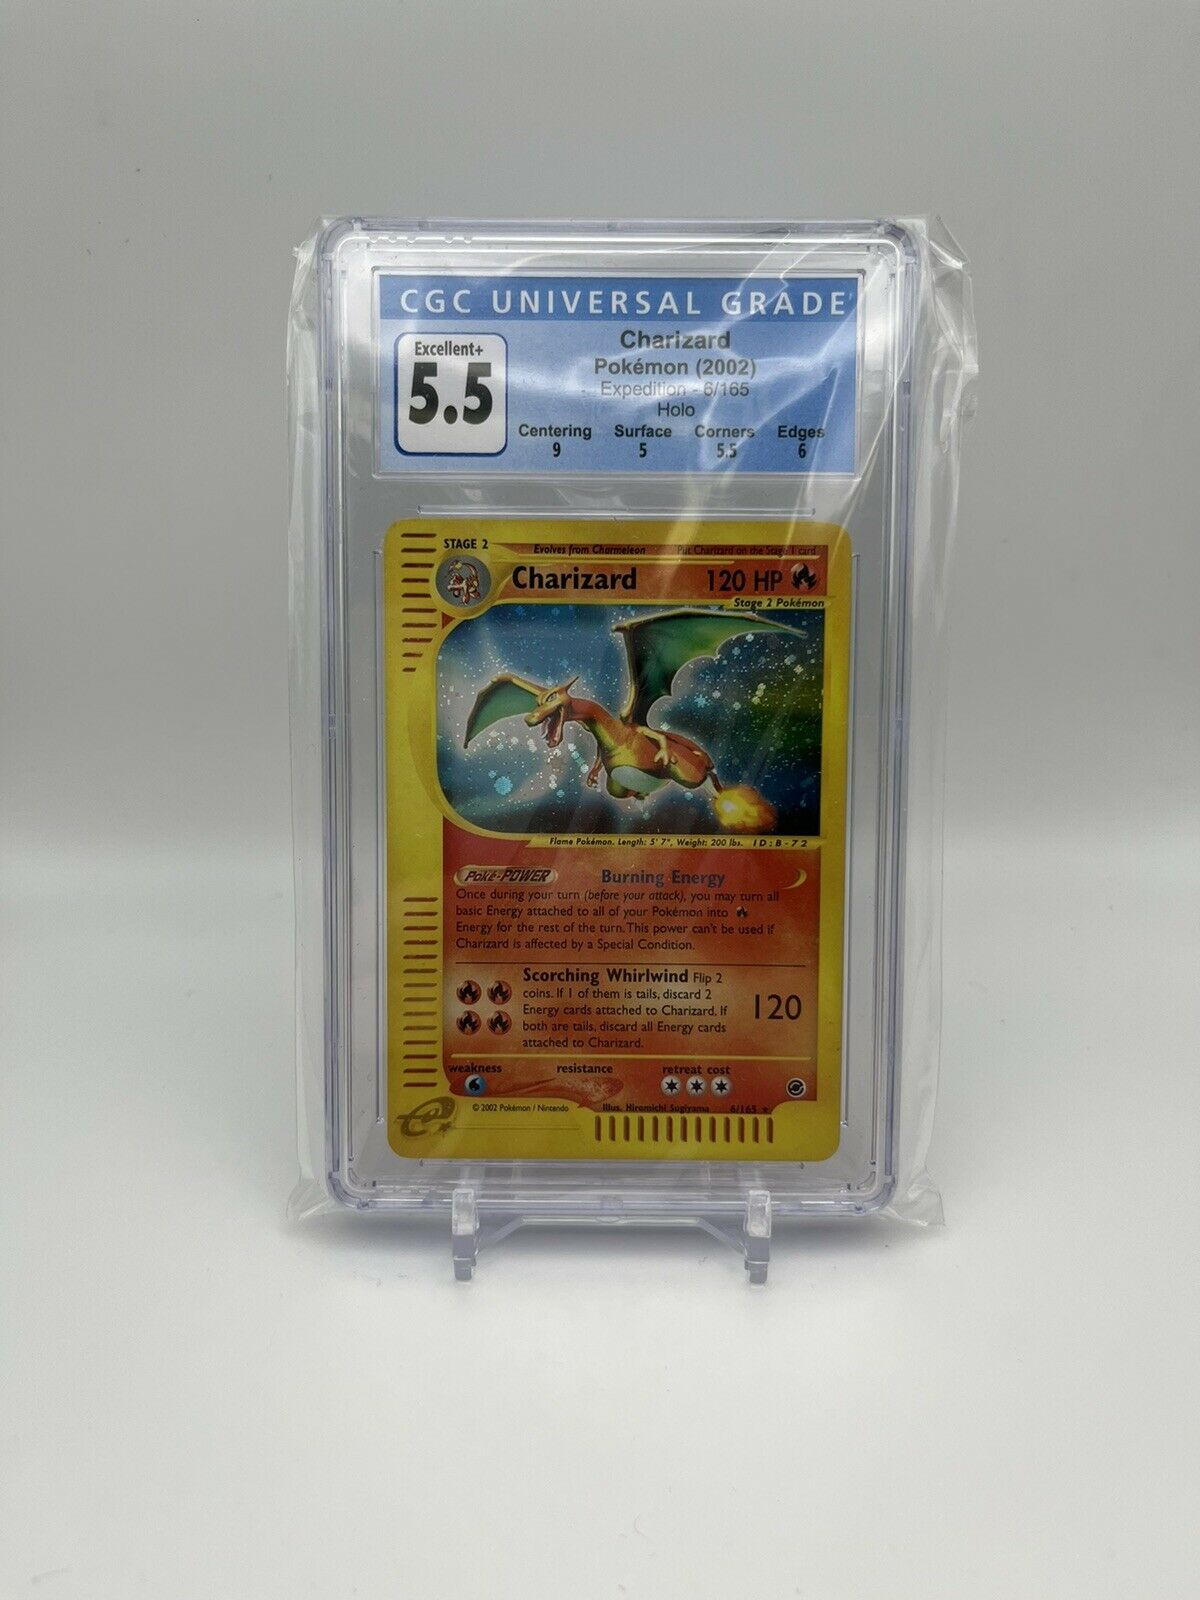 CGC UNIVERSAL GRADE
Excellent+
5.5
Charizard
Pokémon (2002)
Expedition - 6/165
Holo
Centering Surface Corners Edges
9 5 5.5 6
STAGE 2
Evolves from Charmeleon Put Charizard on the Stage 1 card
Charizard 120 HP
Stage 2 Pokémon
Flame Pokémon. Length: 5' 7", Weight: 200 lbs. ID: B-72
Poké-POWER Burning Energy
Once during your turn (before your attack), you may turn all
basic Energy attached to all of your Pokémon into
Energy for the rest of the turn. This power can't be used if
Charizard is affected by a Special Condition.
Scorching Whirlwind Flip 2
coins. If 1 of them is tails, discard 2
Energy cards attached to Charizard. If
both are tails, discard all Energy cards
attached to Charizard.
120
weakness resistance retreat cost
© 2002 Pokémon / Nintendo Illus. Hiromichi Sugiyama 6/165
e